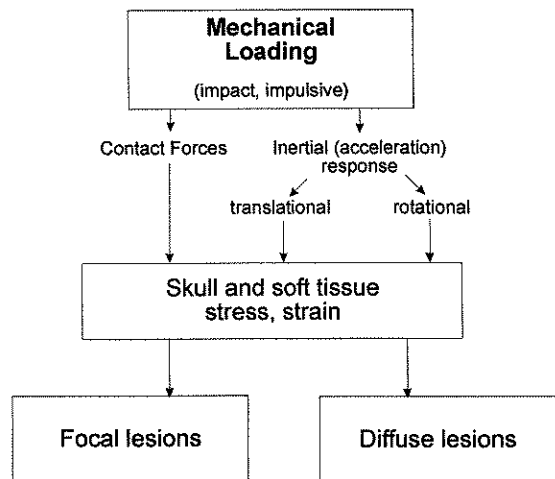 Mechanical
Loading
(impact, impulsive)
Contact Forces
Inertial (acceleration)
response
translational
rotational
Skull and soft tissue
stress, strain
Focal lesions
Diffuse lesions